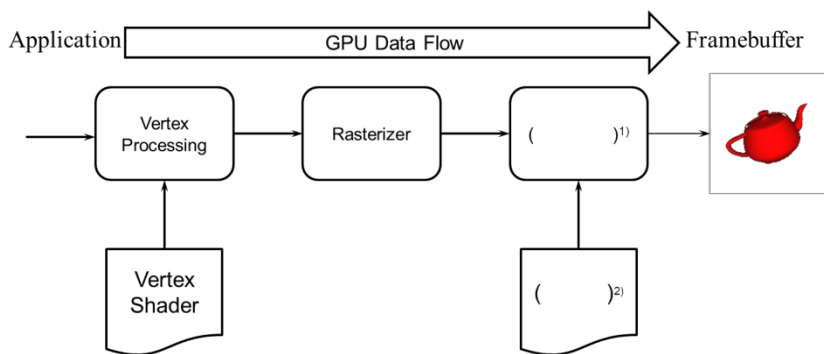 Application
GPU Data Flow
Framebuffer
Vertex
Processing
Rasterizer
( )1)
Vertex
Shader
( )2)